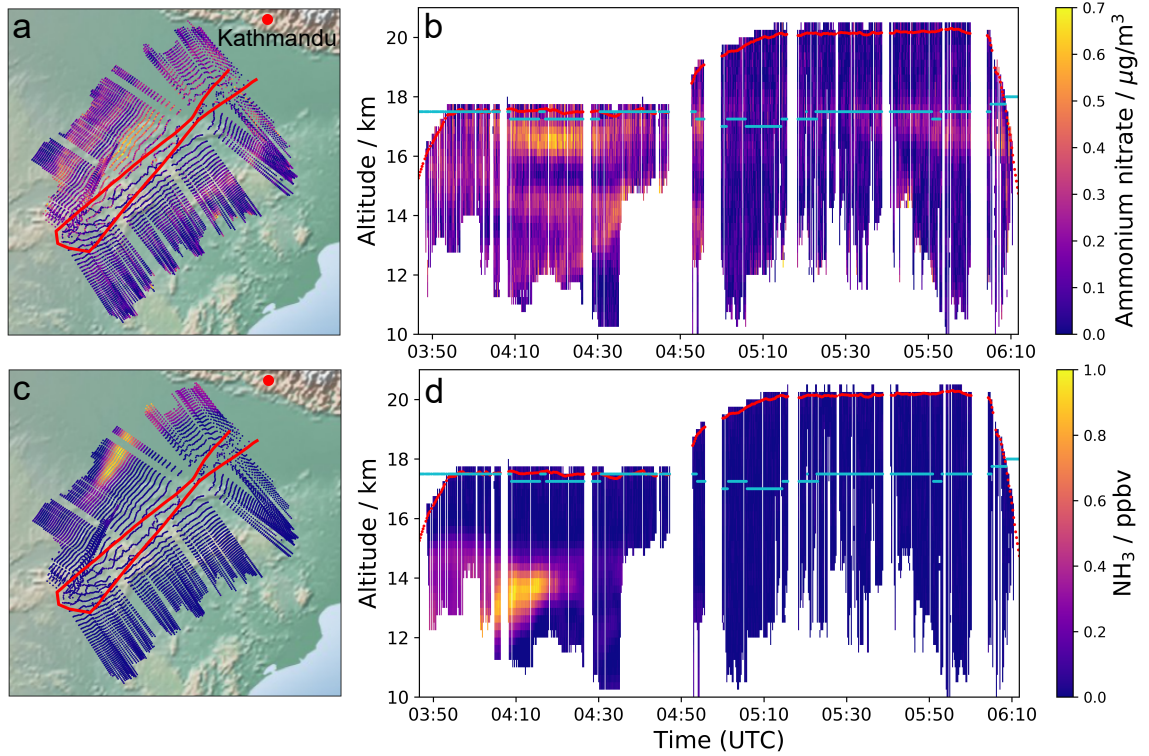 a
Kathmandu
b
Altitude / km
20
18
16
14
12
10
03:50 04:10 04:30 04:50 05:10 05:30 05:50 06:10
0.7
0.6
0.5
0.4
0.3
0.2
0.1
0.0
Ammonium nitrate / μg/m³
c
d
Altitude / km
20
18
16
14
12
10
03:50 04:10 04:30 04:50 05:10 05:30 05:50 06:10
Time (UTC)
1.0
0.8
0.6
0.4
0.2
0.0
NH₃ / ppbv